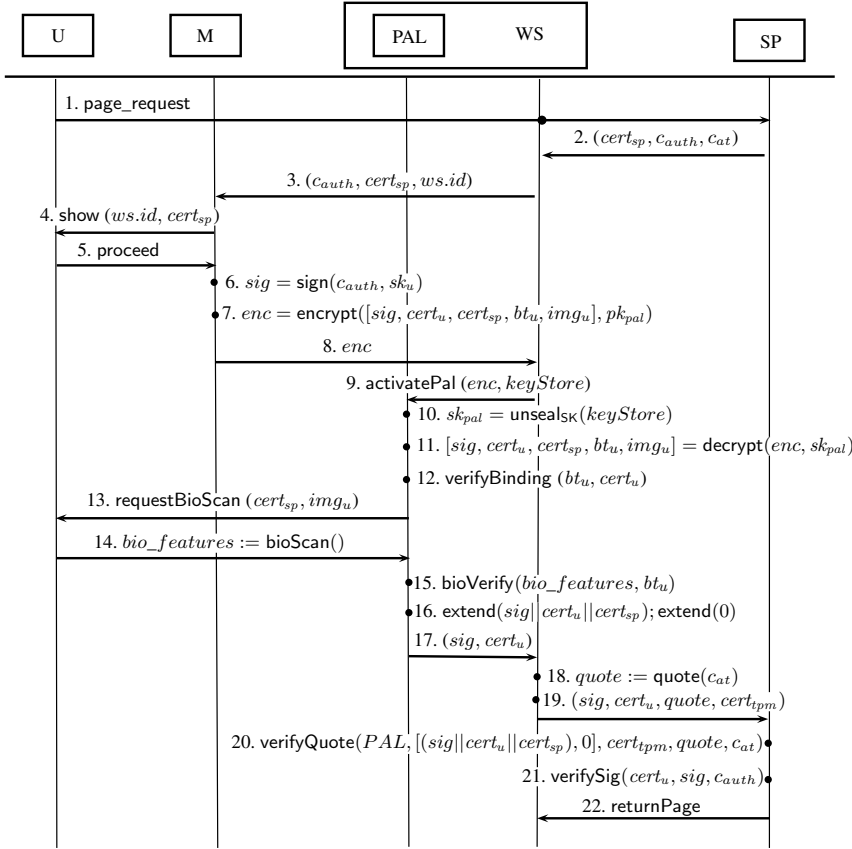 U M PAL WS SP
1. page_request
2. (cert_sp, c_auth, c_at)
3. (c_auth, cert_sp, ws.id)
4. show (ws.id, cert_sp)
5. proceed
6. sig = sign(c_auth, sk_u)
7. enc = encrypt([sig, cert_u, cert_sp, bt_u, img_u], pk_pal)
8. enc
9. activatePal (enc, keyStore)
10. sk_pal = unseal_SK(keyStore)
11. [sig, cert_u, cert_sp, bt_u, img_u] = decrypt(enc, sk_pal)
12. verifyBinding (bt_u, cert_u)
13. requestBioScan (cert_sp, img_u)
14. bio_features := bioScan()
15. bioVerify(bio_features, bt_u)
16. extend(sig||cert_u||cert_sp); extend(0)
17. (sig, cert_u)
18. quote := quote(c_at)
19. (sig, cert_u, quote, cert_tpm)
20. verifyQuote(PAL, [(sig||cert_u||cert_sp), 0], cert_tpm, quote, c_at)
21. verifySig(cert_u, sig, c_auth)
22. returnPage